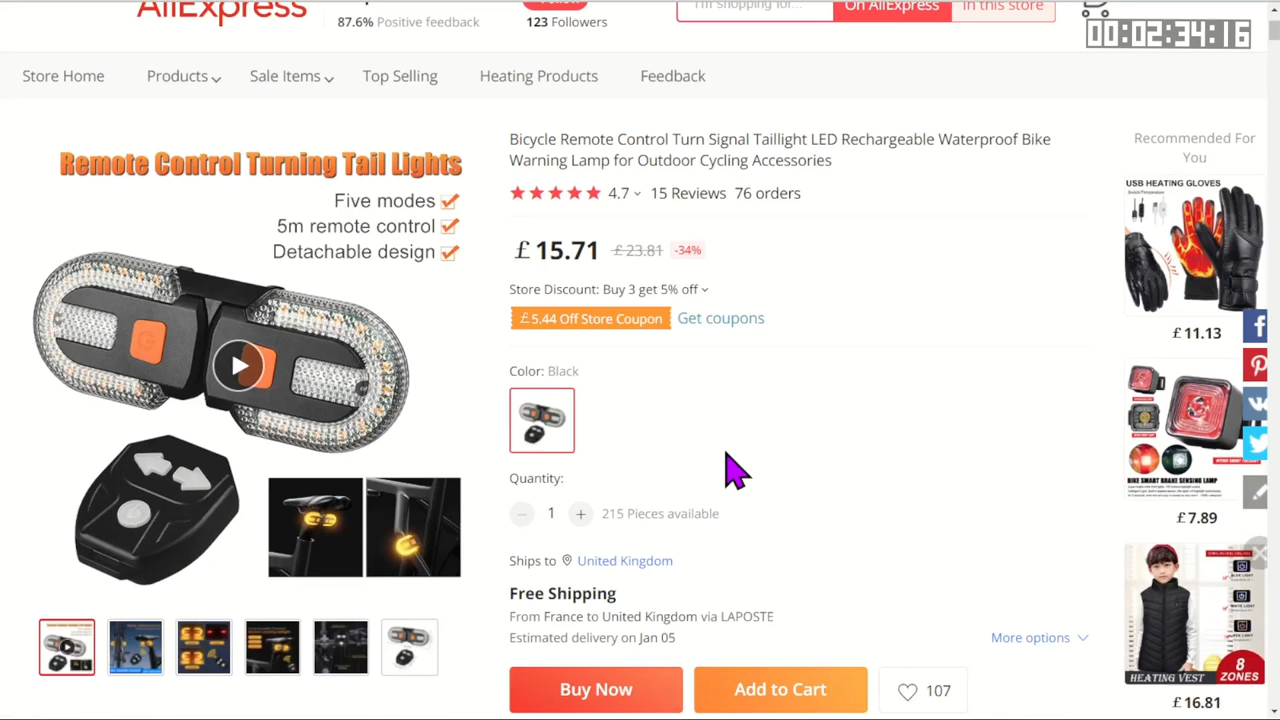 AliExpress
87.6% Positive feedback
123 Followers
I'm shopping for...
On AliExpress
In this store
00:02:34:16
Store Home
Products
Sale Items
Top Selling
Heating Products
Feedback
Remote Control Turning Tail Lights
Five modes
5m remote control
Detachable design
Bicycle Remote Control Turn Signal Taillight LED Rechargeable Waterproof Bike
Warning Lamp for Outdoor Cycling Accessories
4.7
15 Reviews
76 orders
£ 15.71
£ 23.81
-34%
Store Discount: Buy 3 get 5% off
£ 5.44 Off Store Coupon
Get coupons
Color: Black
Quantity:
1
215 Pieces available
Ships to
United Kingdom
Free Shipping
From France to United Kingdom via LAPOSTE
Estimated delivery on Jan 05
More options
Buy Now
Add to Cart
107
Recommended For
You
USB HEATING GLOVES
£ 11.13
BIKE SMART BRAKE SENSING LAMP
£ 7.89
HEATING VEST
8
ZONES
£ 16.81